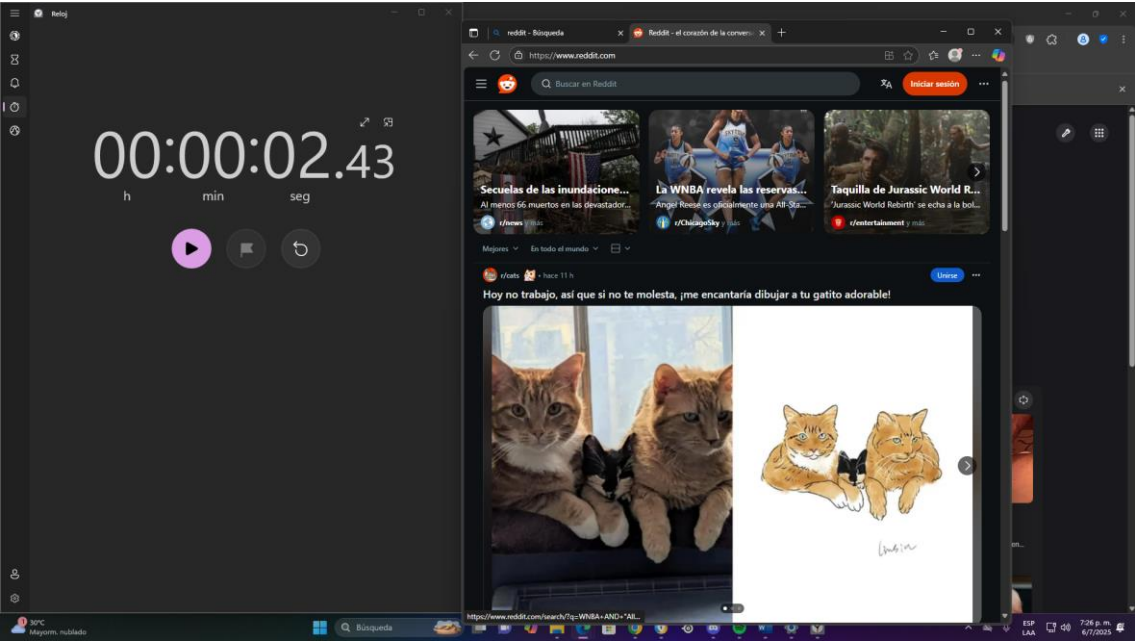 Reloj
00:00:02.43
h min seg
reddit - Búsqueda
Reddit - el corazón de la convers
https://www.reddit.com
Buscar en Reddit
Iniciar sesión
Secuelas de las inundacione...
Al menos 66 muertos en las devastador...
r/news y más
La WNBA revela las reservas...
Angel Reese es oficialmente una All-Sta...
r/ChicagoSky y más
Taquilla de Jurassic World R...
'Jurassic World Rebirth' se echa a la bol...
r/entertainment y más
Mejores
En todo el mundo
r/cats • hace 11 h
Unirse
Hoy no trabajo, así que si no te molesta, ¡me encantaría dibujar a tu gatito adorable!
en...
https://www.reddit.com/search/?q=WNBA+AND+"All...
30°C
Mayorm. nublado
Búsqueda
ESP
LAA
7:26 p. m.
6/7/2025